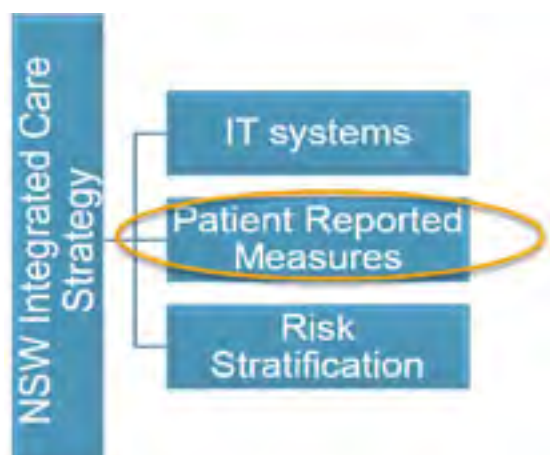 NSW Integrated Care
Strategy
IT systems
Patient Reported
Measures
Risk
Stratification